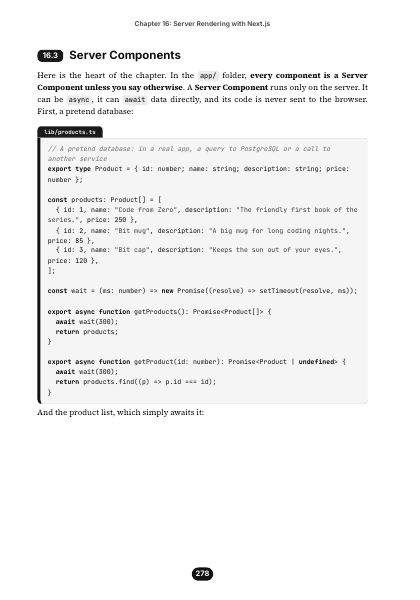 Chapter 16: Server Rendering with Next.js
16.3 Server Components
Here is the heart of the chapter. In the app/ folder, every component is a Server
Component unless you say otherwise. A Server Component runs only on the server. It
can be async, it can await data directly, and its code is never sent to the browser.
First, a pretend database:
lib/products.ts
// A pretend database: in a real app, a query to PostgreSQL or a call to
another service
export type Product = { id: number; name: string; description: string; price:
number };
const products: Product[] = [
{ id: 1, name: "Code from Zero", description: "The friendly first book of the
series.", price: 250 },
{ id: 2, name: "Bit mug", description: "A big mug for long coding nights.",
price: 85 },
{ id: 3, name: "Bit cap", description: "Keeps the sun out of your eyes.",
price: 120 },
];
const wait = (ms: number) => new Promise((resolve) => setTimeout(resolve, ms));
export async function getProducts(): Promise<Product[]> {
await wait(300);
return products;
}
export async function getProduct(id: number): Promise<Product | undefined> {
await wait(300);
return products.find((p) => p.id === id);
}
And the product list, which simply awaits it:
278